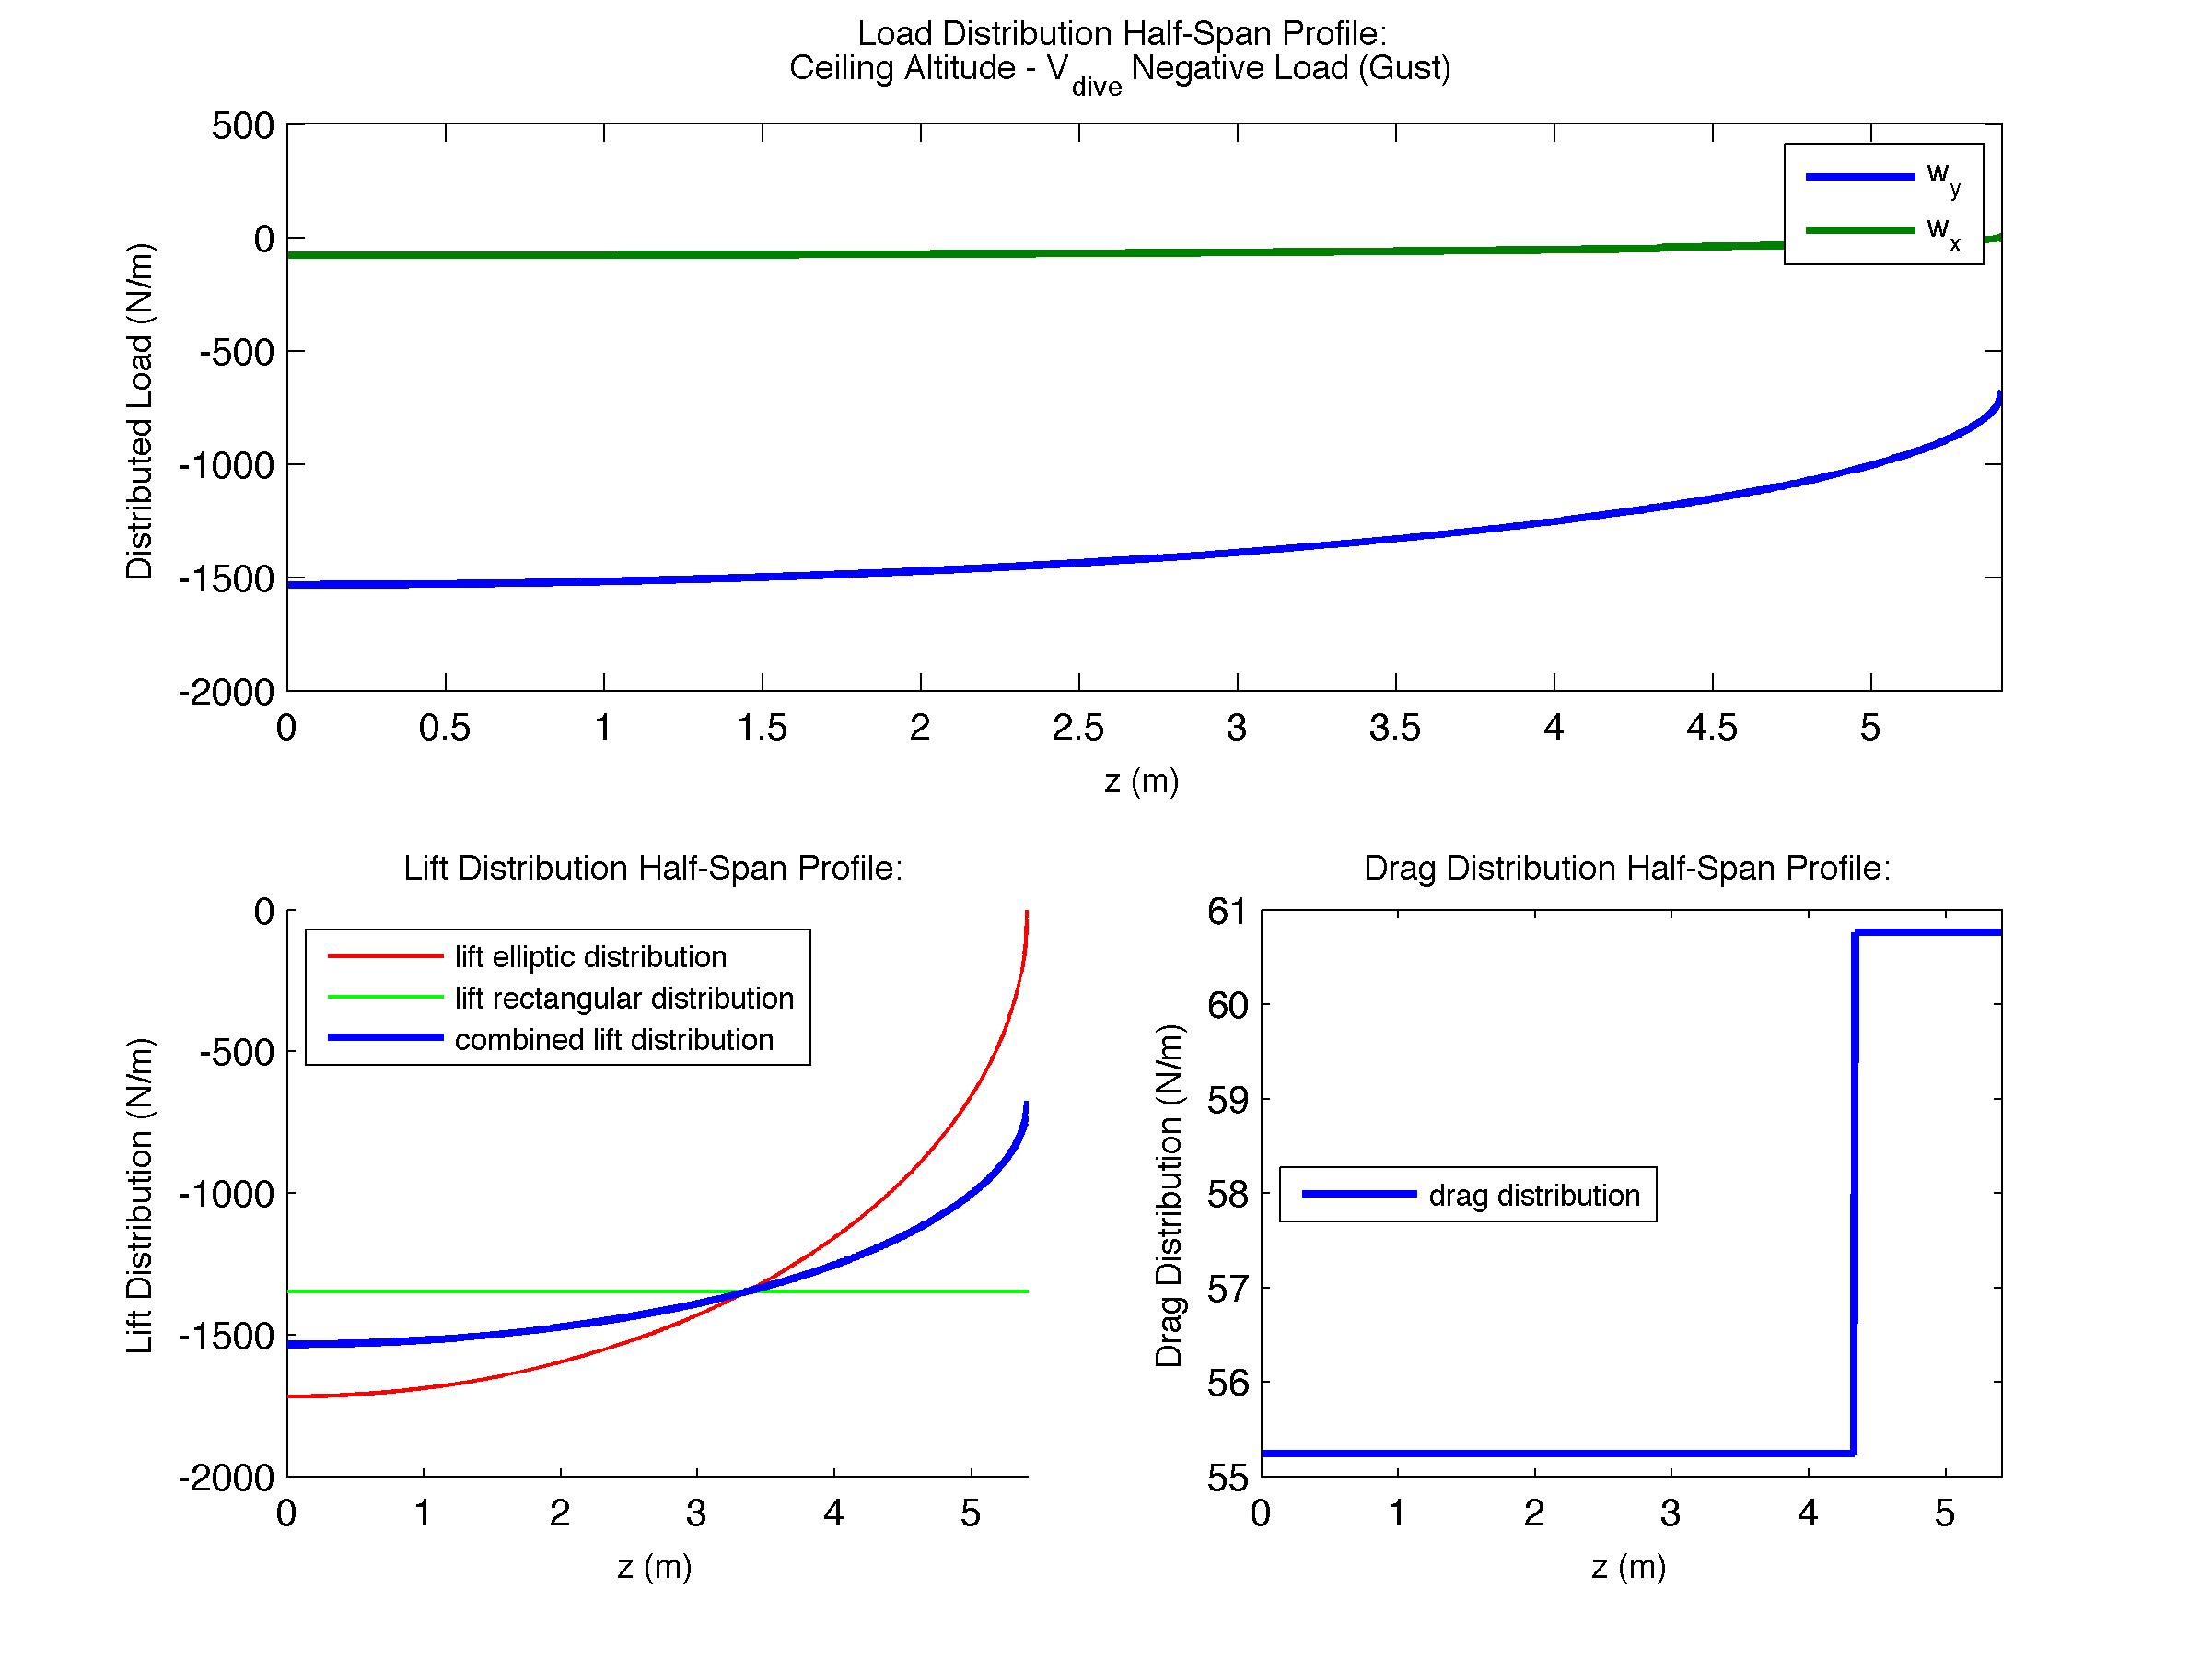 Load Distribution Half-Span Profile:
Ceiling Altitude - V_dive Negative Load (Gust)
500
0
-500
-1000
-1500
-2000
Distributed Load (N/m)
w_y
w_x
0 0.5 1 1.5 2 2.5 3 3.5 4 4.5 5
z (m)
Lift Distribution Half-Span Profile:
0
-500
-1000
-1500
-2000
Lift Distribution (N/m)
lift elliptic distribution
lift rectangular distribution
combined lift distribution
0 1 2 3 4 5
z (m)
Drag Distribution Half-Span Profile:
61
60
59
58
57
56
55
Drag Distribution (N/m)
drag distribution
0 1 2 3 4 5
z (m)